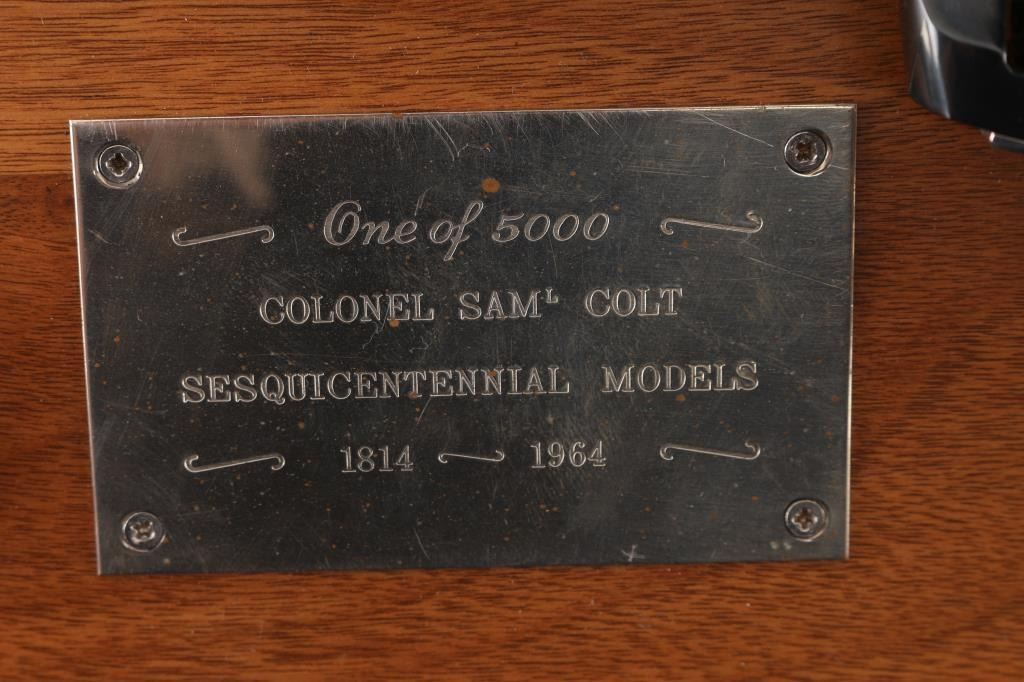 One of 5000
COLONEL SAMᴸ COLT
SESQUICENTENNIAL MODELS
1814 ~ 1964